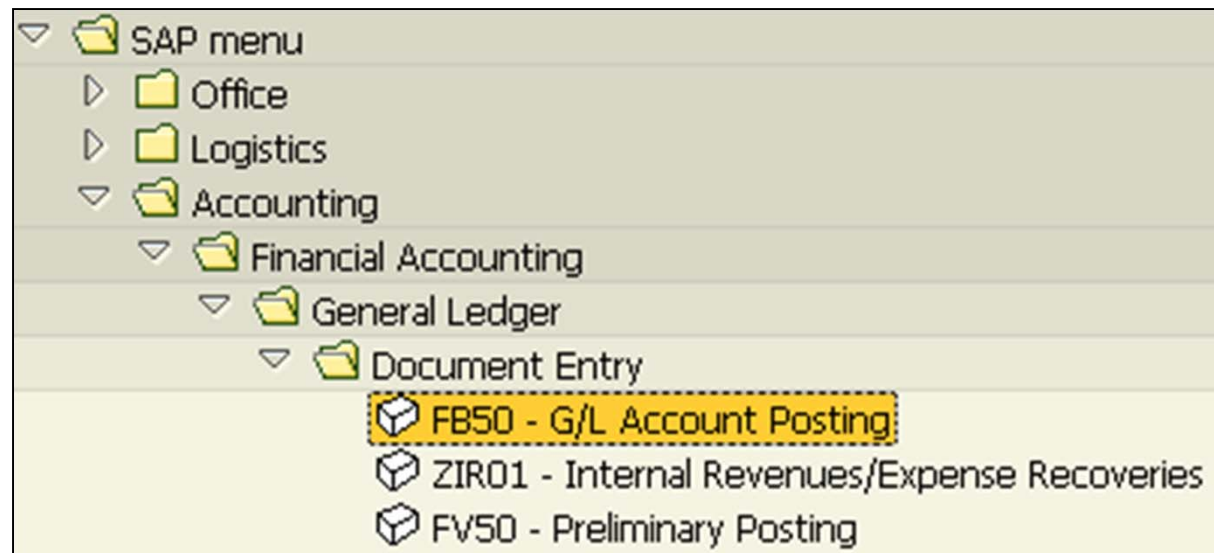 SAP menu
Office
Logistics
Accounting
Financial Accounting
General Ledger
Document Entry
FB50 - G/L Account Posting
ZIR01 - Internal Revenues/Expense Recoveries
FV50 - Preliminary Posting